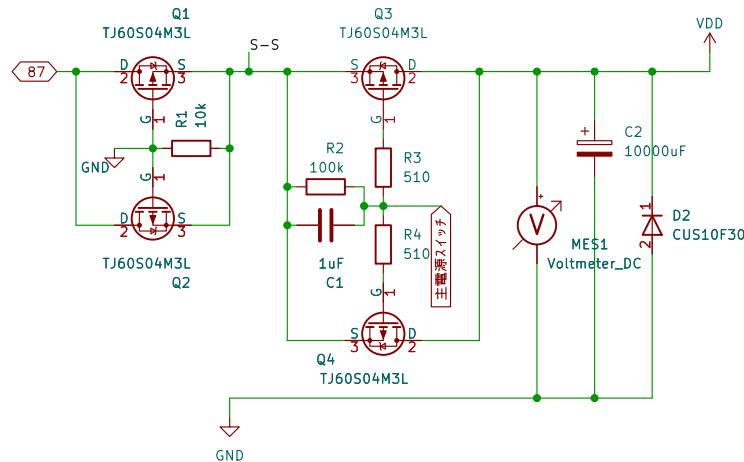 Q1
TJ60S04M3L
Q3
TJ60S04M3L
VDD
S-S
87
D
2
S
3
S
3
D
2
G
1
R1
10k
G
1
GND
G
1
R2
100k
R3
510
C2
10000uF
D
2
S
3
1uF
C1
R4
510
主電源スイッチ
MES1
Voltmeter_DC
1
D2
2
CUS10F30
TJ60S04M3L
Q2
G
1
S
3
D
2
Q4
TJ60S04M3L
GND